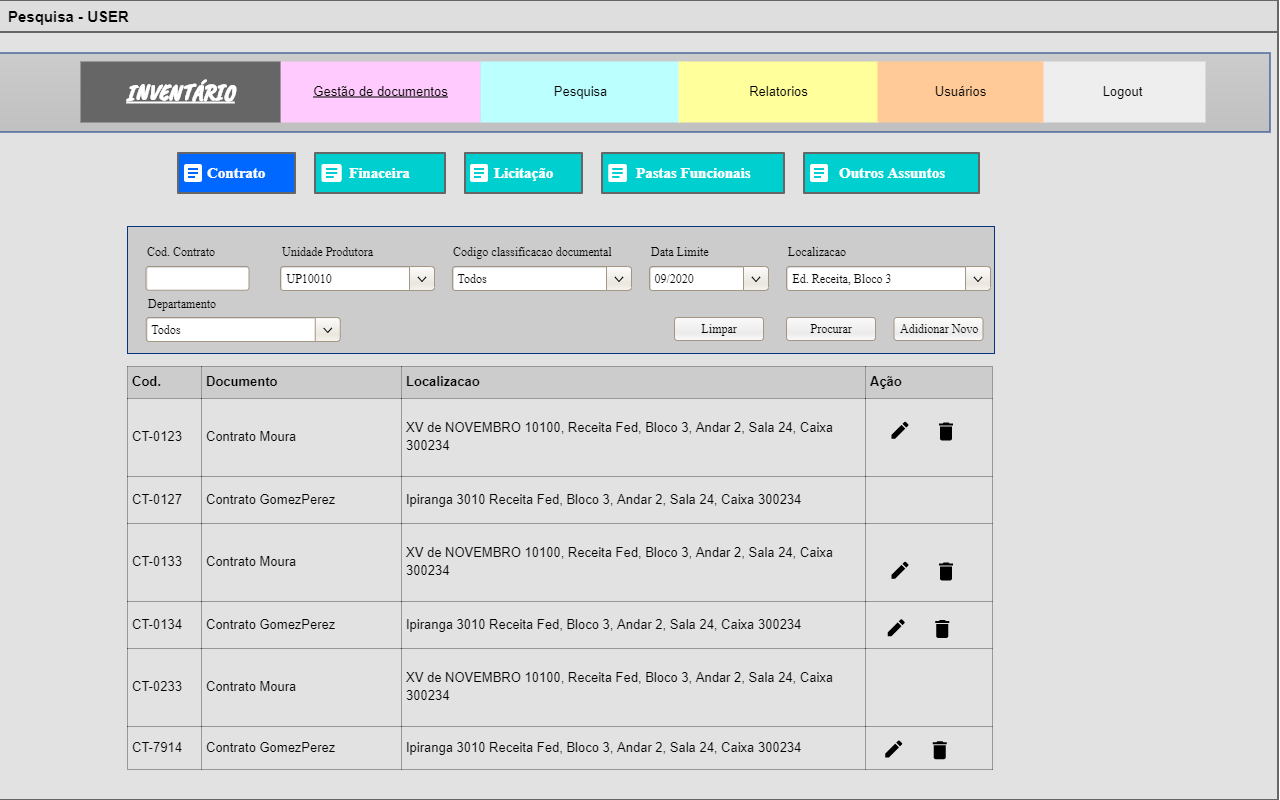 Pesquisa - USER
INVENTÁRIO
Gestão de documentos
Pesquisa
Relatorios
Usuários
Logout
Contrato
Finaceira
Licitação
Pastas Funcionais
Outros Assuntos
Cod. Contrato
Unidade Produtora
Codigo classificacao documental
Data Limite
Localizacao
UP10010
Todos
09/2020
Ed. Receita, Bloco 3
Departamento
Todos
Limpar
Procurar
Adidionar Novo
Cod. Documento Localizacao Ação
CT-0123 Contrato Moura XV de NOVEMBRO 10100, Receita Fed, Bloco 3, Andar 2, Sala 24, Caixa
300234
CT-0127 Contrato GomezPerez Ipiranga 3010 Receita Fed, Bloco 3, Andar 2, Sala 24, Caixa 300234
CT-0133 Contrato Moura XV de NOVEMBRO 10100, Receita Fed, Bloco 3, Andar 2, Sala 24, Caixa
300234
CT-0134 Contrato GomezPerez Ipiranga 3010 Receita Fed, Bloco 3, Andar 2, Sala 24, Caixa 300234
CT-0233 Contrato Moura XV de NOVEMBRO 10100, Receita Fed, Bloco 3, Andar 2, Sala 24, Caixa
300234
CT-7914 Contrato GomezPerez Ipiranga 3010 Receita Fed, Bloco 3, Andar 2, Sala 24, Caixa 300234